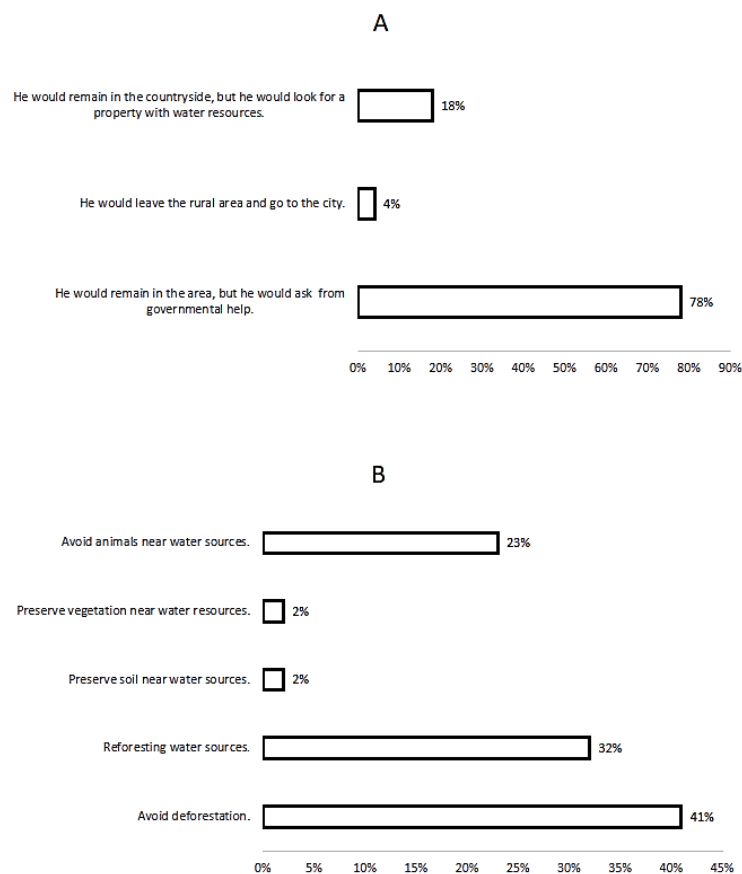 A
He would remain in the countryside, but he would look for a
property with water resources.
18%
He would leave the rural area and go to the city.
4%
He would remain in the area, but he would ask from
governmental help.
78%
0% 10% 20% 30% 40% 50% 60% 70% 80% 90%
B
Avoid animals near water sources.
23%
Preserve vegetation near water resources.
2%
Preserve soil near water sources.
2%
Reforesting water sources.
32%
Avoid deforestation.
41%
0% 5% 10% 15% 20% 25% 30% 35% 40% 45%